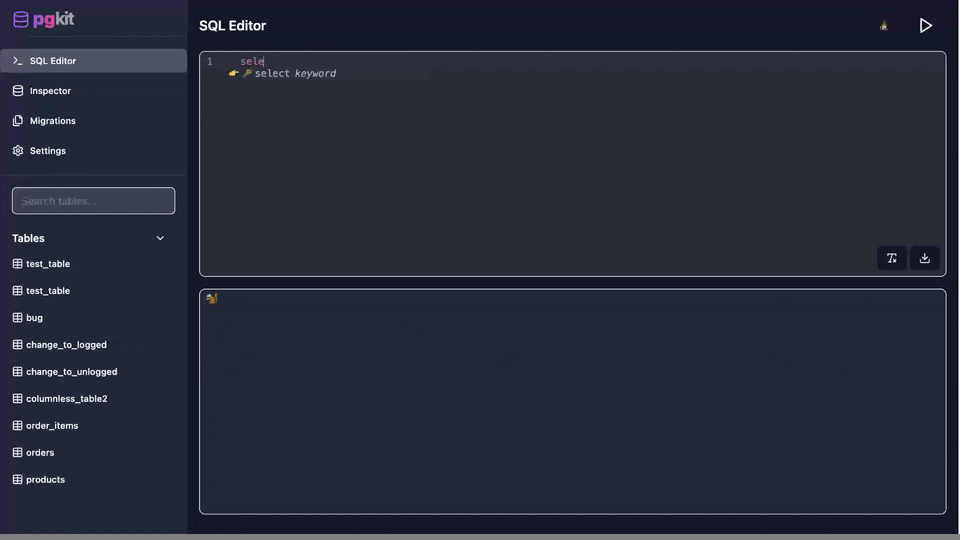 pgkit
SQL Editor
Inspector
Migrations
Settings
Search tables...
Tables
test_table
test_table
bug
change_to_logged
change_to_unlogged
columnless_table2
order_items
orders
products
SQL Editor
1 sele
select keyword